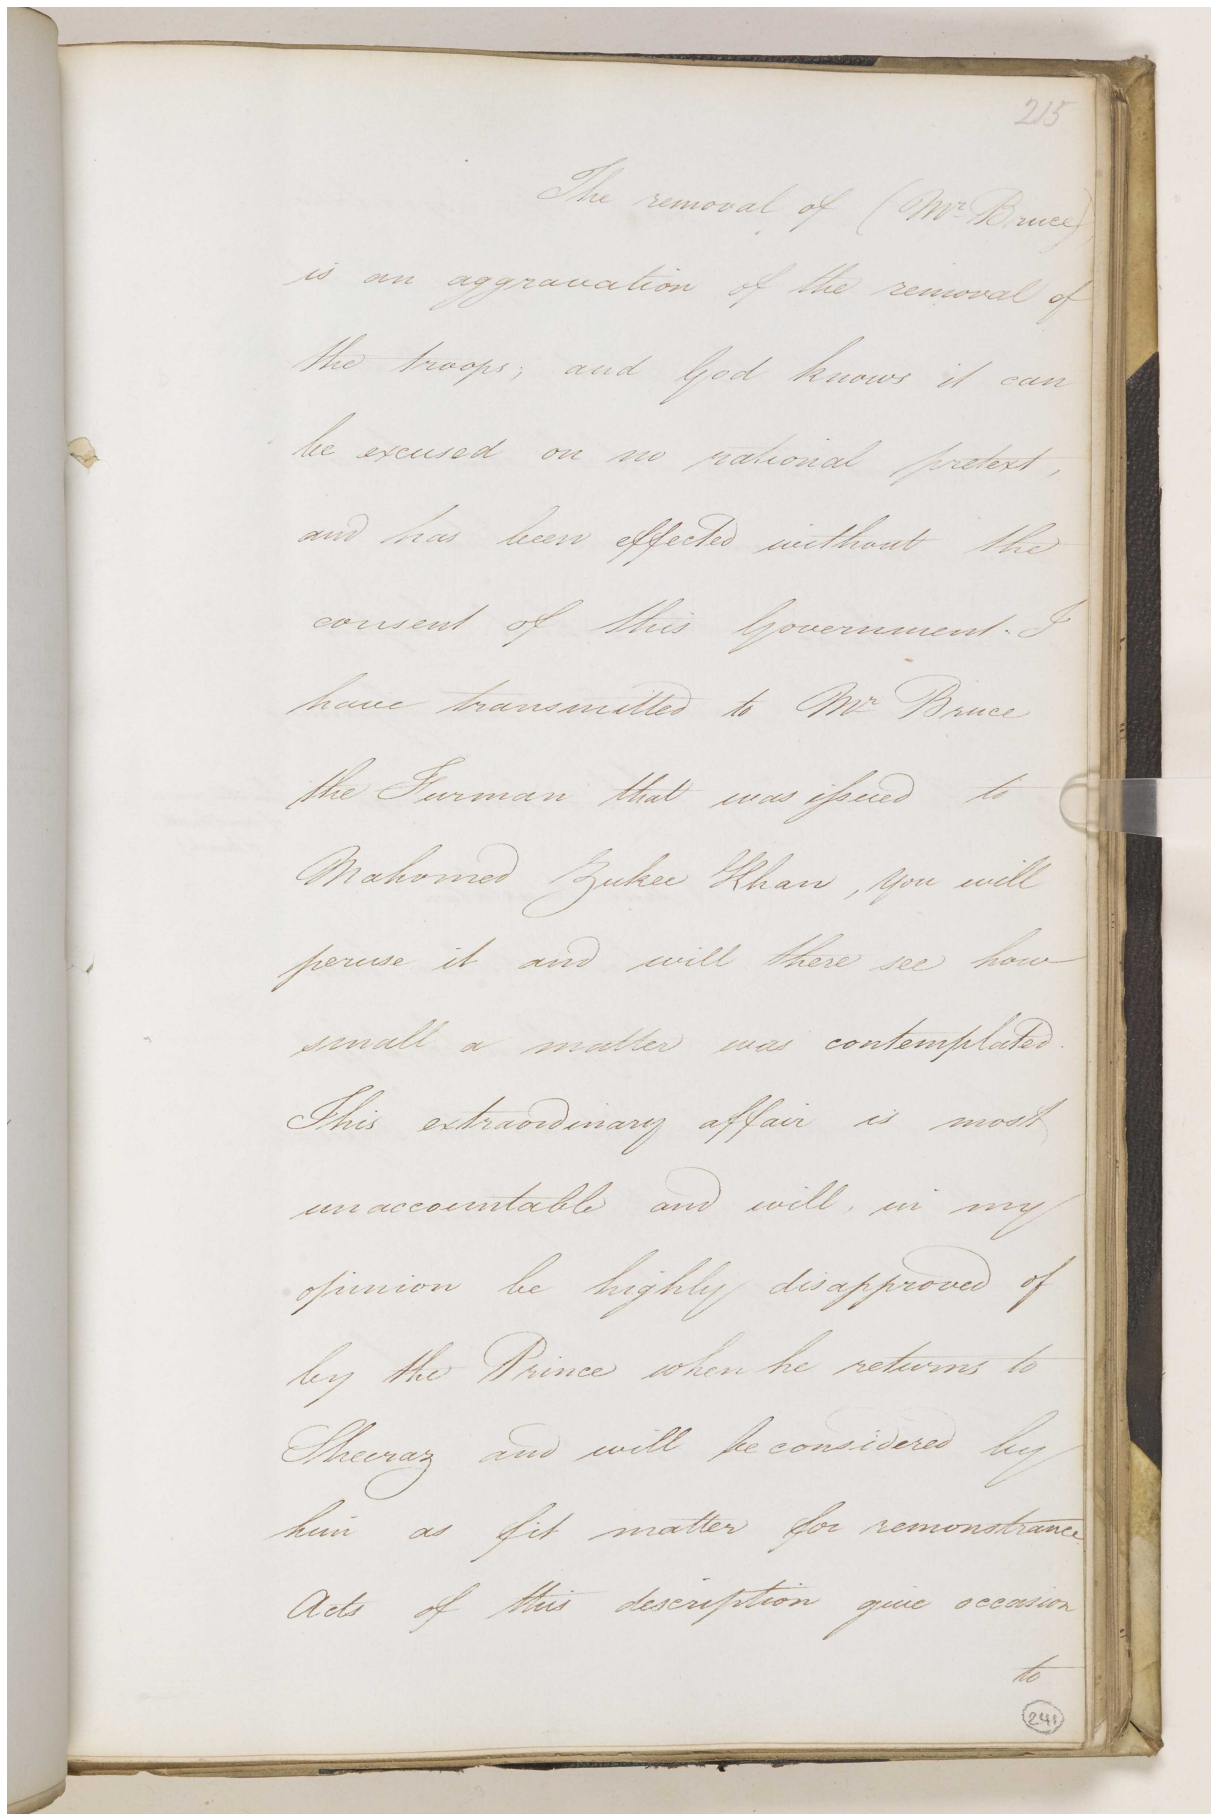 215
The removal of (Mr Bruce)
is an aggravation of the removal of
the troops; and God knows it can
be excused on no rational pretext,
and has been effected without the
consent of this Government. I
have transmitted to Mr Bruce
the Furman that was issued to
Mahomed Zukee Khan, you will
peruse it and will there see how
small a matter was contemplated.
This extraordinary affair is most
unaccountable and will, in my
opinion be highly disapproved of
by the Prince when he returns to
Sheeraz and will be considered by
him as fit matter for remonstrance.
Acts of this description give occasion
to
241